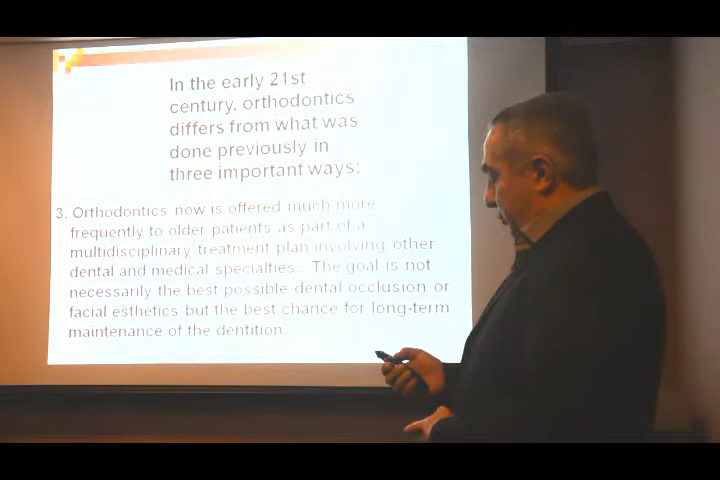 In the early 21st
century, orthodontics
differs from what was
done previously in
three important ways:
3. Orthodontics now is offered much more
frequently to older patients as part of a
multidisciplinary treatment plan involving other
dental and medical specialties. The goal is not
necessarily the best possible dental occlusion or
facial esthetics but the best chance for long-term
maintenance of the dentition.